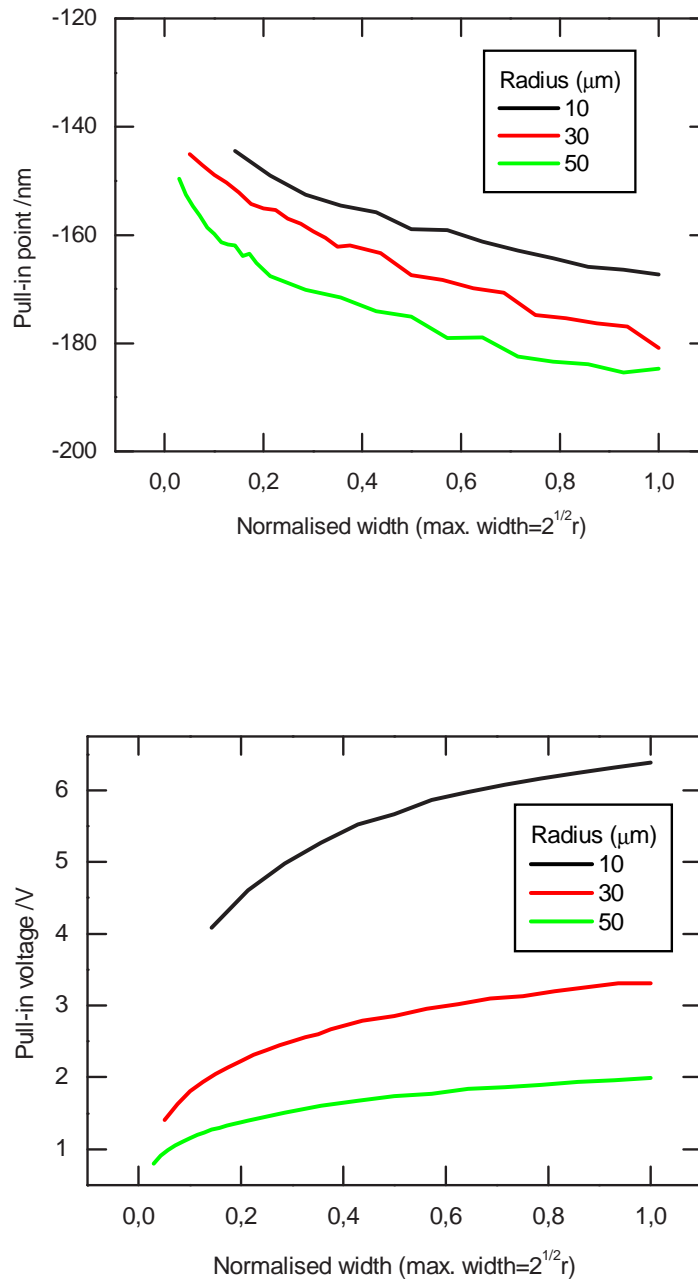 -120
-140
-160
-180
-200
Pull-in point /nm
Radius (μm)
10
30
50
0,0 0,2 0,4 0,6 0,8 1,0
Normalised width (max. width=2^1/2r)
6
5
4
3
2
1
Pull-in voltage /V
Radius (μm)
10
30
50
0,0 0,2 0,4 0,6 0,8 1,0
Normalised width (max. width=2^1/2r)